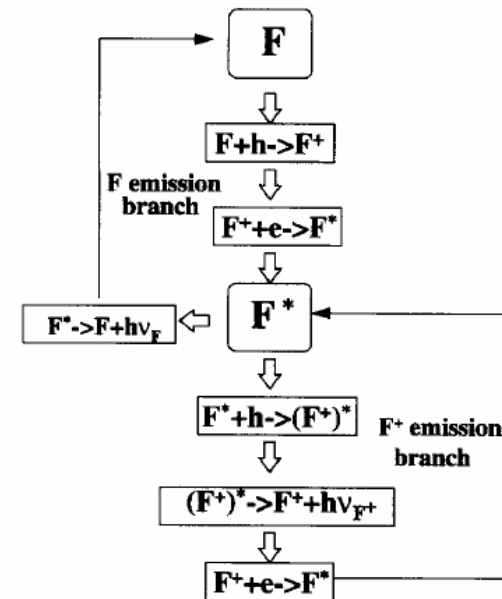 F
F+h->F⁺
F emission
branch
F⁺+e->F*
F*->F+hν_F
F*
F*+h->(F⁺)*
F⁺ emission
branch
(F⁺)*->F⁺+hν_F⁺
F⁺+e->F*